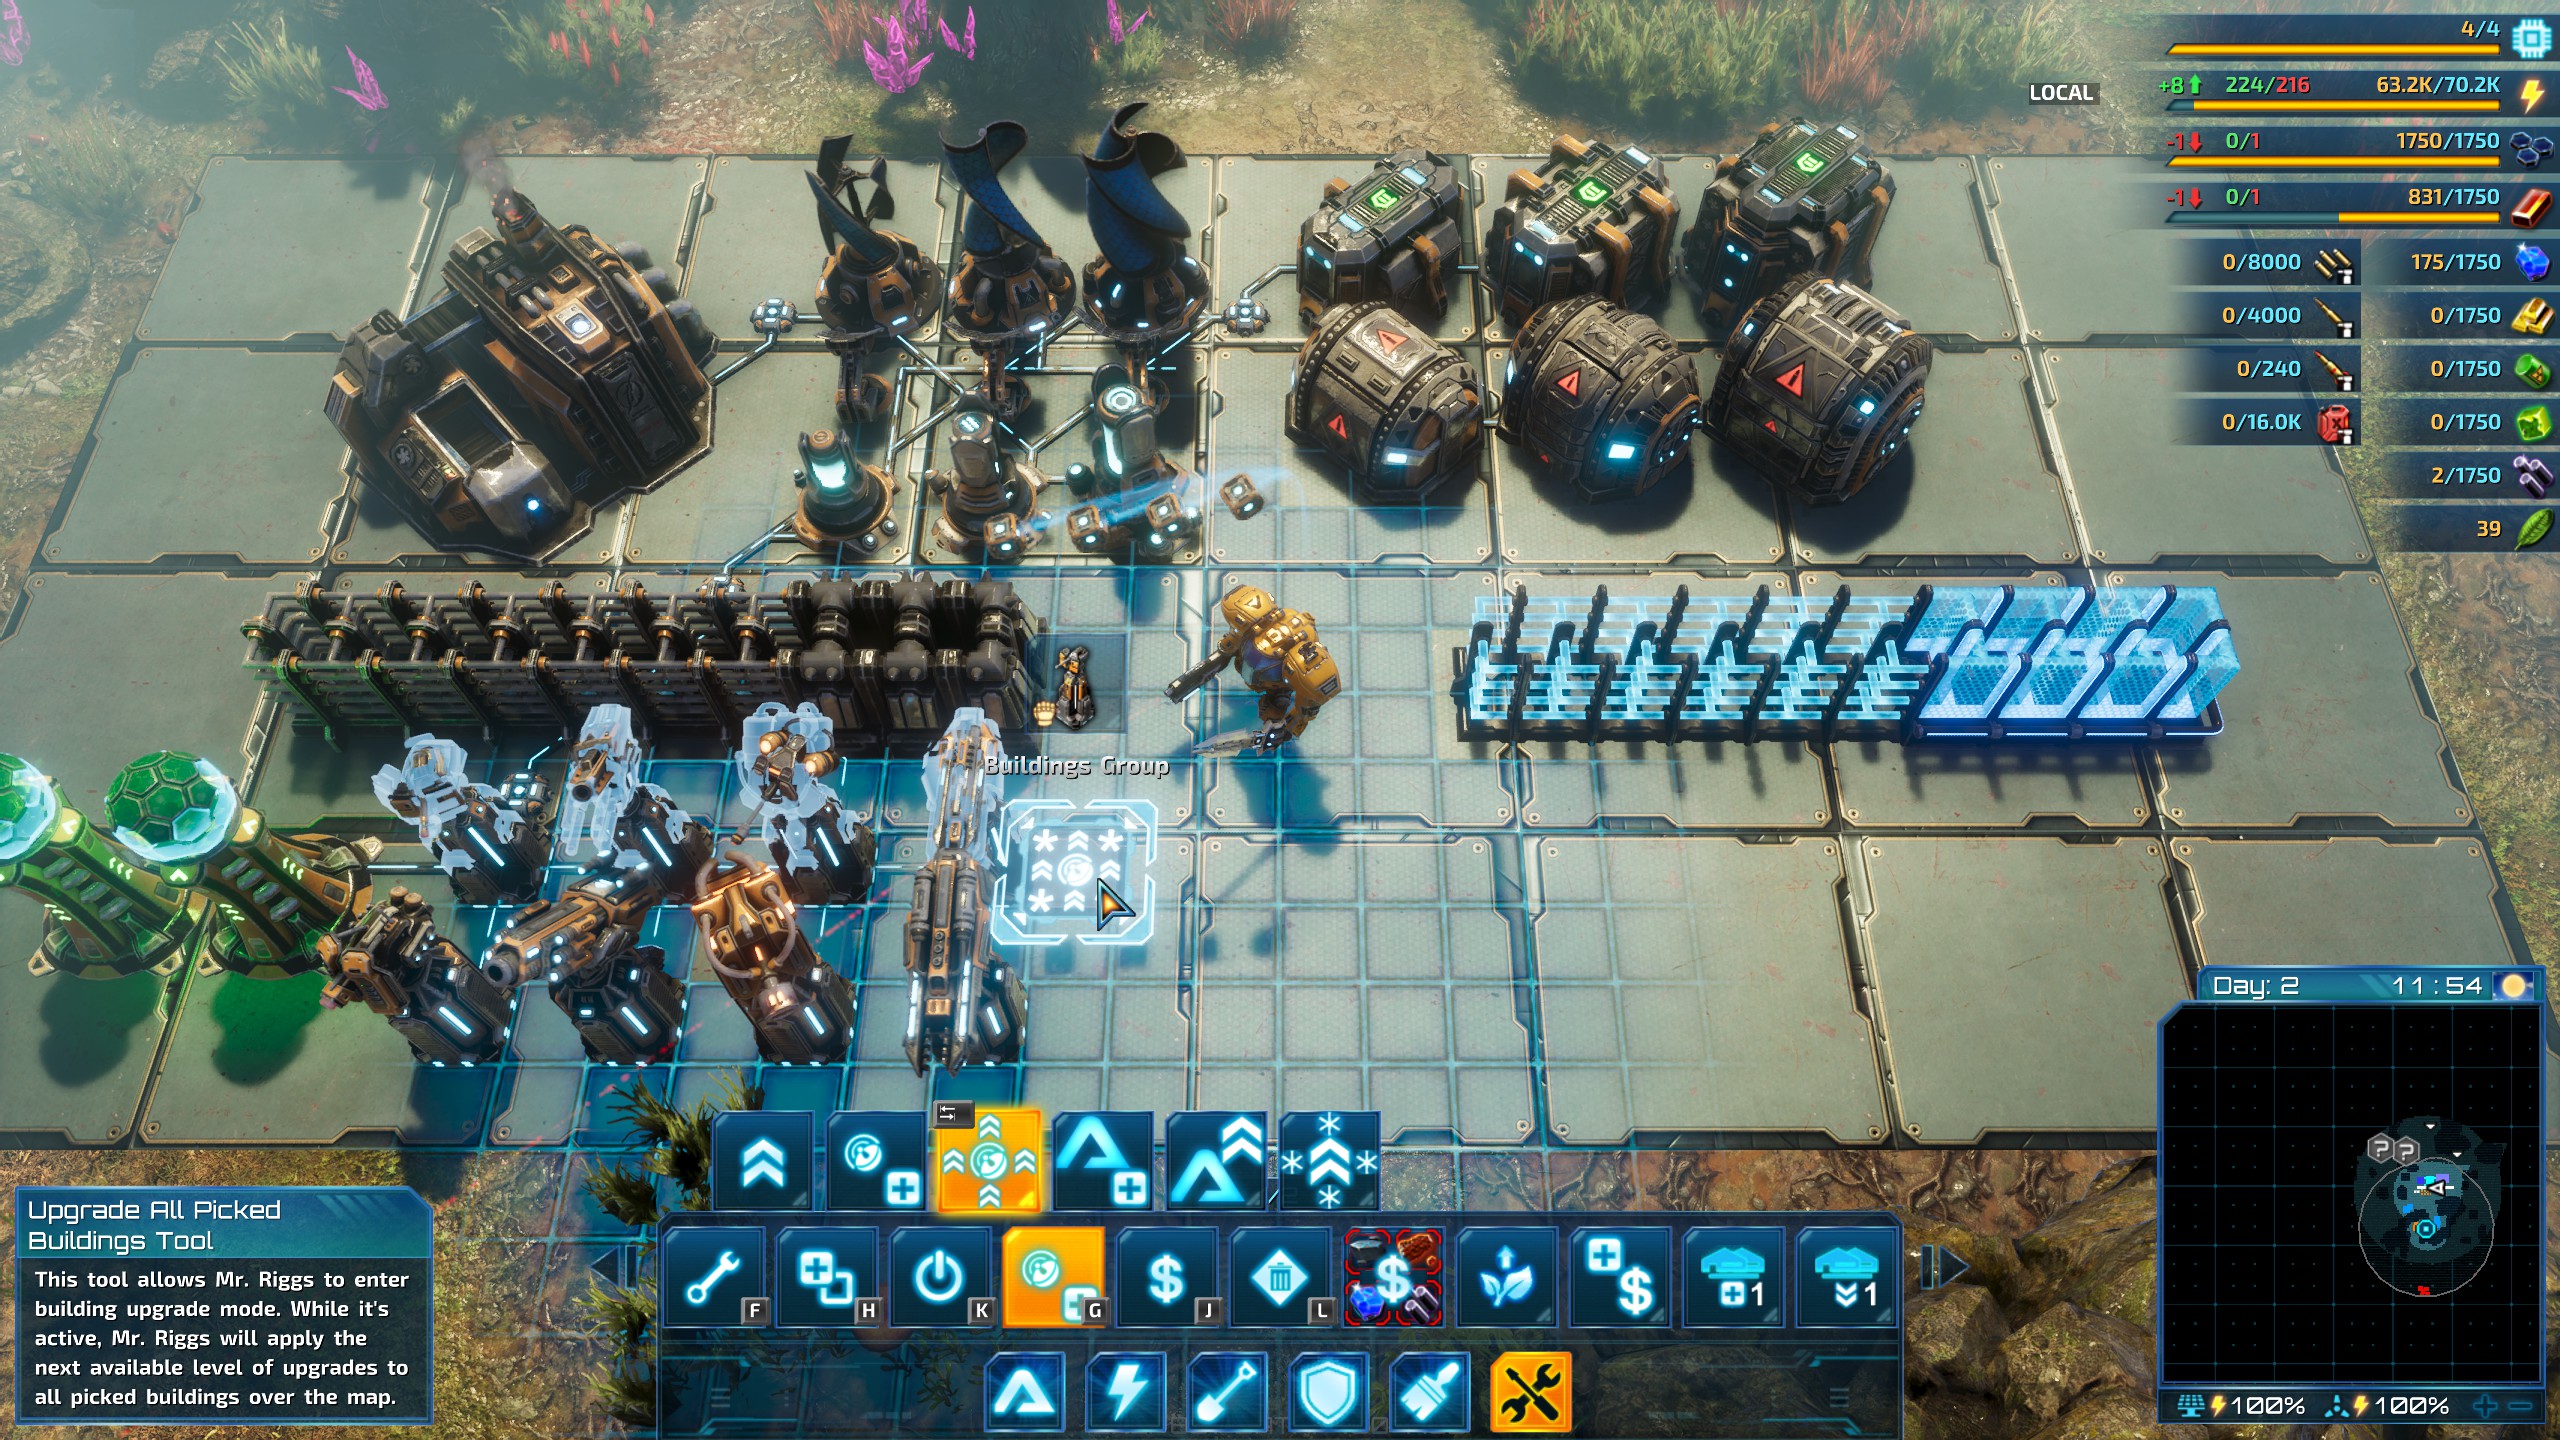 4/4
LOCAL
+8 224/216 63.2K/70.2K
-1 0/1 1750/1750
-1 0/1 831/1750
0/8000 175/1750
0/4000 0/1750
0/240 0/1750
0/16.0K 0/1750
2/1750
39
Buildings Group
Day: 2 11:54
? ?
Upgrade All Picked
Buildings Tool
This tool allows Mr. Riggs to enter
building upgrade mode. While it's
active, Mr. Riggs will apply the
next available level of upgrades to
all picked buildings over the map.
F H K G $ J L $ $ 1 1
100% 100%